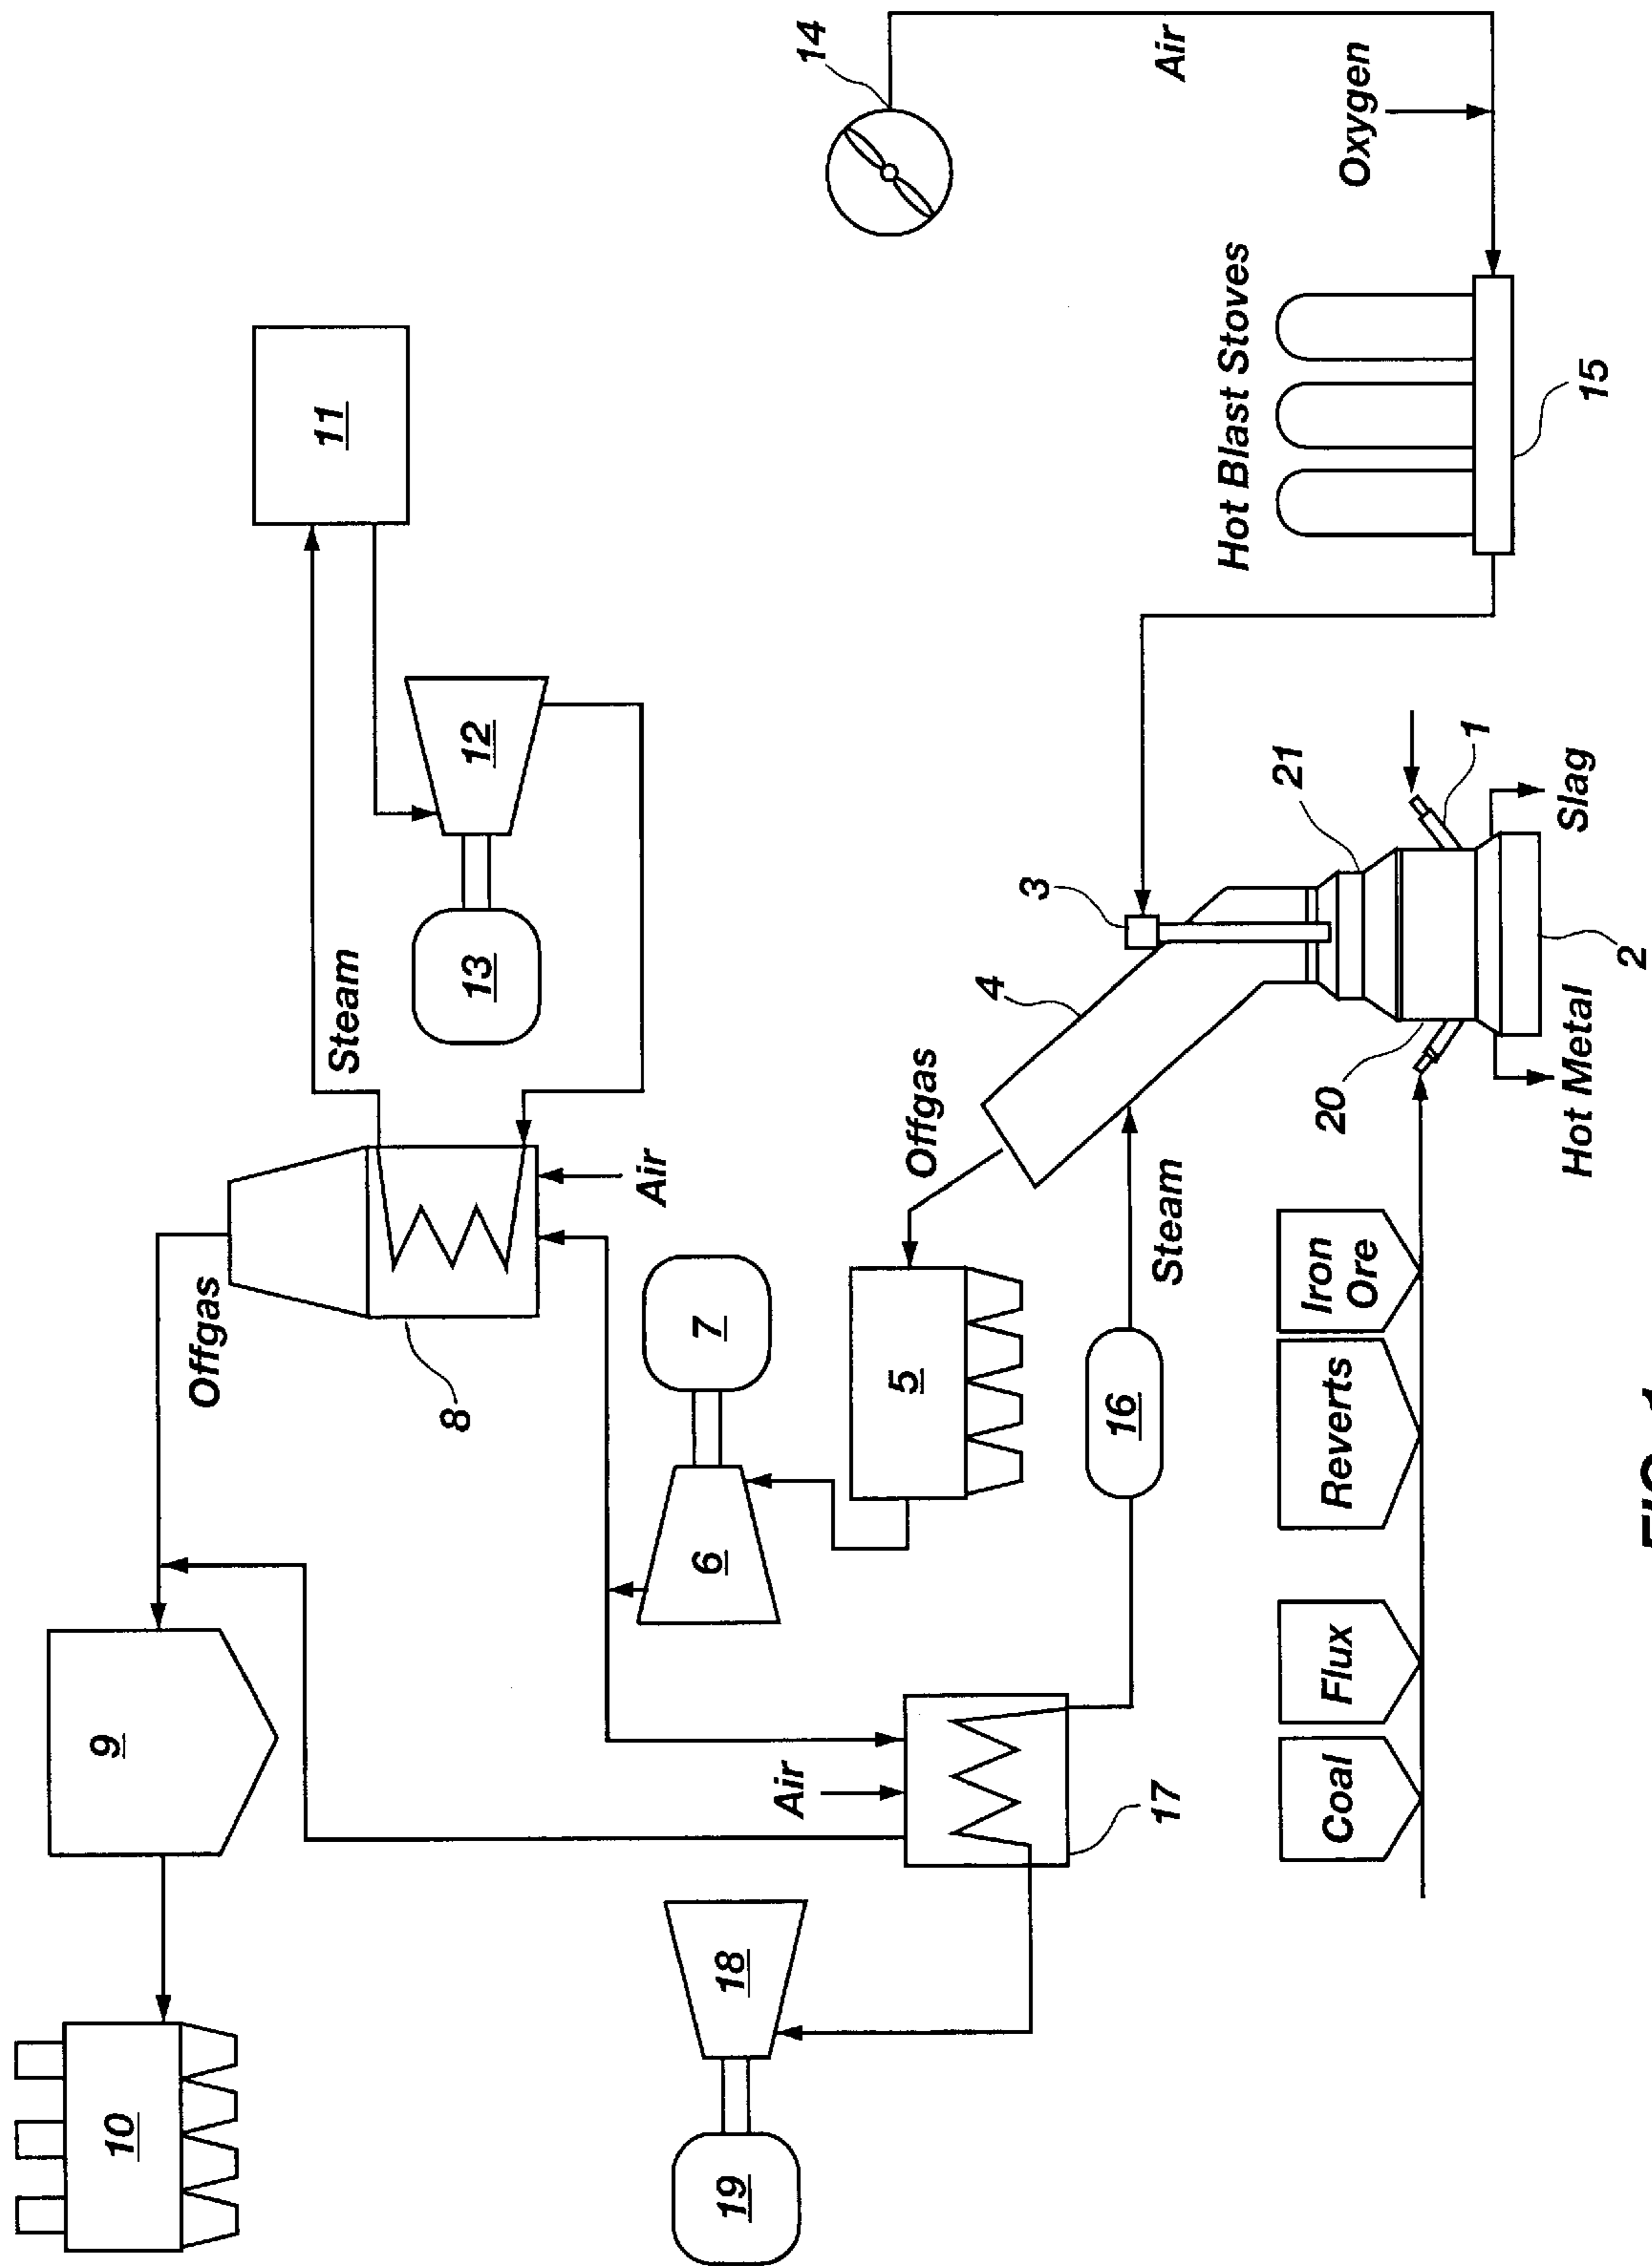 10
9
Offgas
8
Steam
11
12
13
Air
19
18
7
6
Air
17
5
16
Offgas
Steam
4
3
14
Air
Oxygen
Hot Blast Stoves
15
21
1
20
2
Slag
Hot Metal
Coal
Flux
Reverts
Iron
Ore